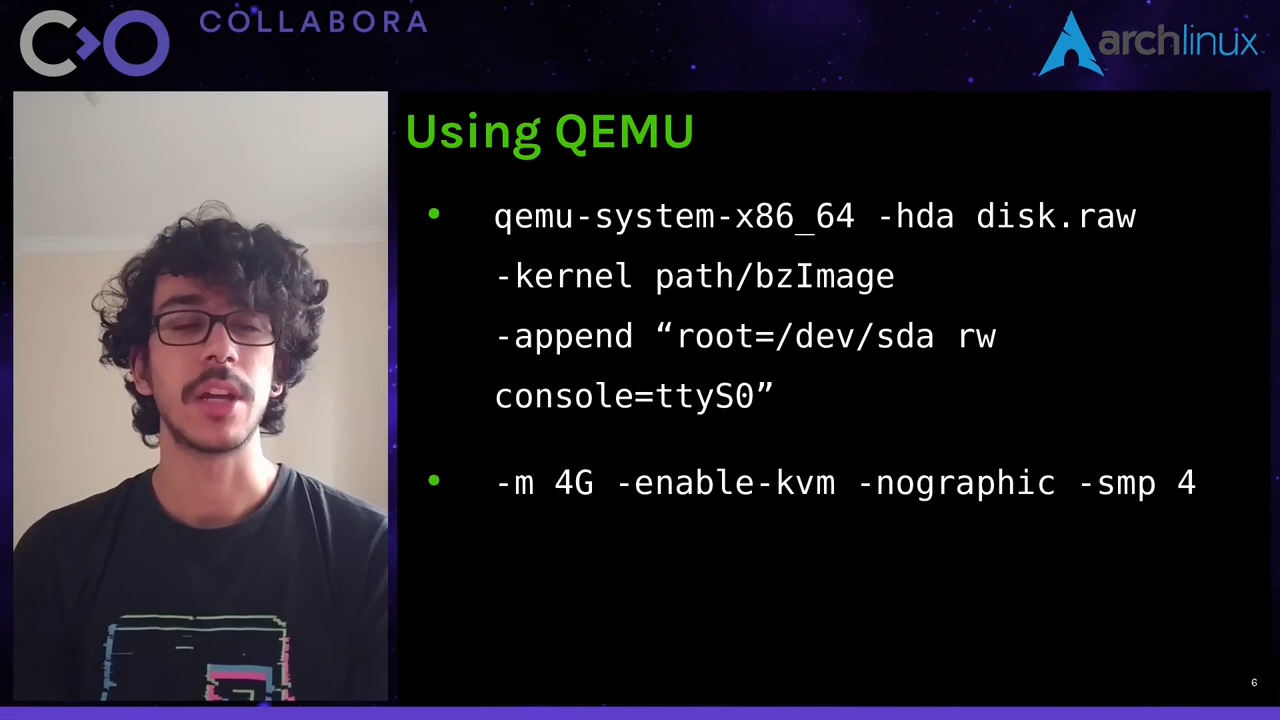 COLLABORA
archlinux
Using QEMU
• qemu-system-x86_64 -hda disk.raw
-kernel path/bzImage
-append “root=/dev/sda rw
console=ttyS0”
• -m 4G -enable-kvm -nographic -smp 4
6